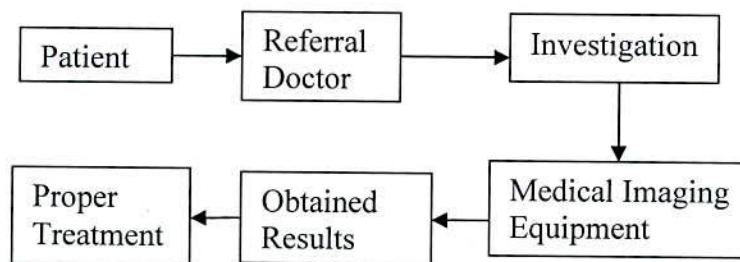 Patient
Referral
Doctor
Investigation
Medical Imaging
Equipment
Obtained
Results
Proper
Treatment